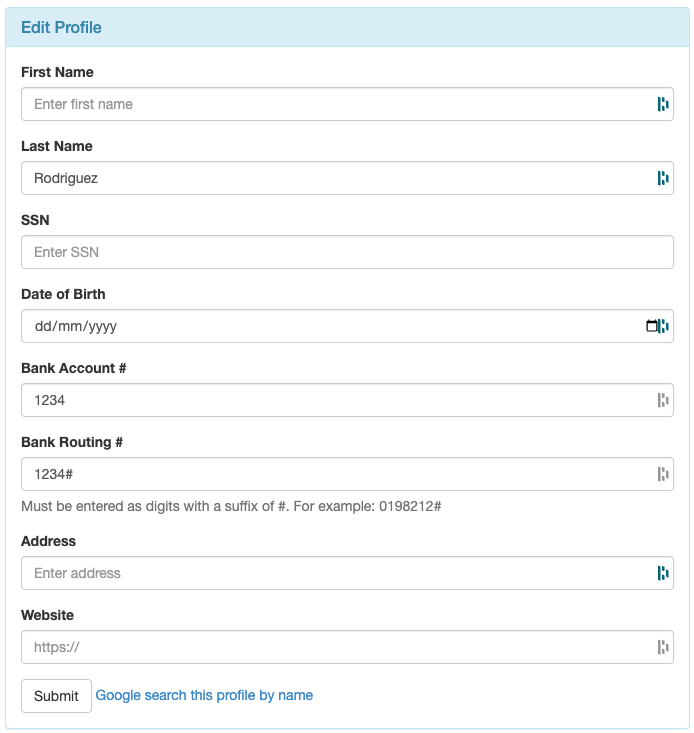 Edit Profile
First Name
Enter first name
Last Name
Rodriguez
SSN
Enter SSN
Date of Birth
dd/mm/yyyy
Bank Account #
1234
Bank Routing #
1234#
Must be entered as digits with a suffix of #. For example: 0198212#
Address
Enter address
Website
https://
Submit Google search this profile by name